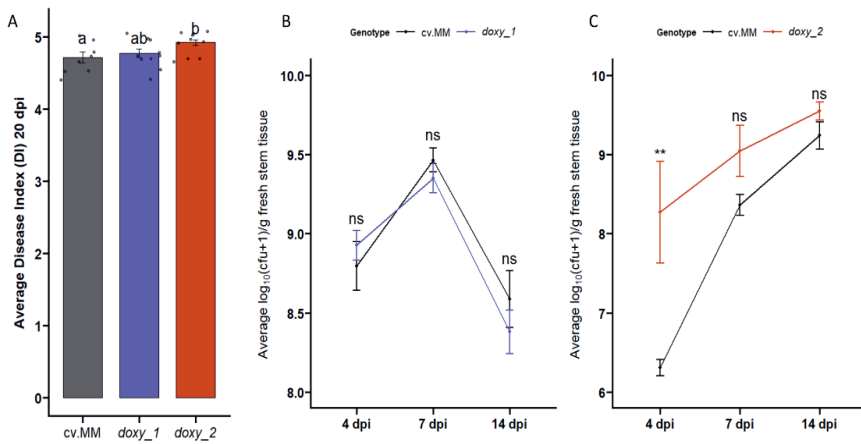 A
Average Disease Index (DI) 20 dpi
5
4
3
2
1
0
a
ab
b
cv.MM
doxy_1
doxy_2
B
Genotype cv.MM doxy_1
Average log10(cfu+1)/g fresh stem tissue
10.0
9.5
9.0
8.5
8.0
ns
ns
ns
4 dpi
7 dpi
14 dpi
C
Genotype cv.MM doxy_2
Average log10(cfu+1)/g fresh stem tissue
10
9
8
7
6
**
ns
ns
4 dpi
7 dpi
14 dpi